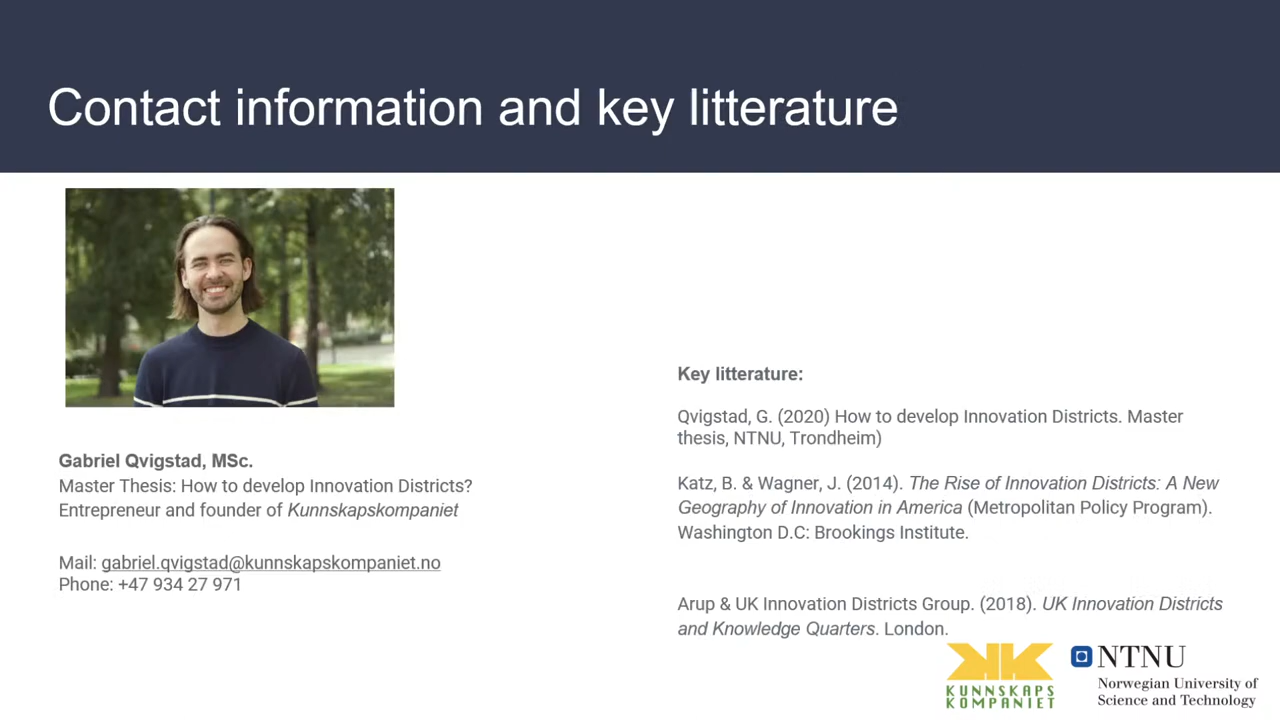 Contact information and key litterature
Gabriel Qvigstad, MSc.
Master Thesis: How to develop Innovation Districts?
Entrepreneur and founder of Kunnskapskompaniet
Mail: gabriel.qvigstad@kunnskapskompaniet.no
Phone: +47 934 27 971
Key litterature:
Qvigstad, G. (2020) How to develop Innovation Districts. Master
thesis, NTNU, Trondheim)
Katz, B. & Wagner, J. (2014). The Rise of Innovation Districts: A New
Geography of Innovation in America (Metropolitan Policy Program).
Washington D.C: Brookings Institute.
Arup & UK Innovation Districts Group. (2018). UK Innovation Districts
and Knowledge Quarters. London.
KK
KUNNSKAPS
KOMPANIET
NTNU
Norwegian University of
Science and Technology